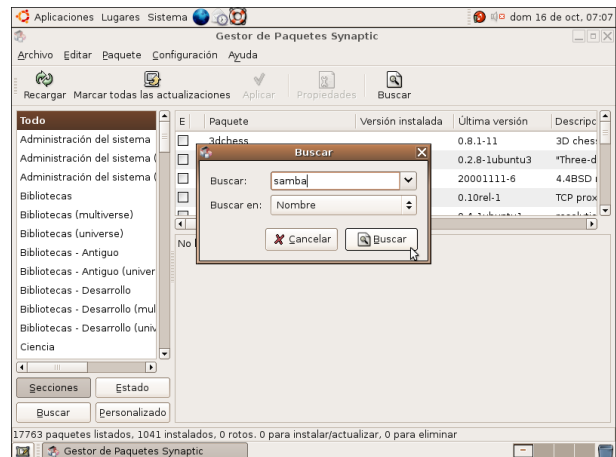 Aplicaciones Lugares Sistema dom 16 de oct, 07:07
Gestor de Paquetes Synaptic
Archivo Editar Paquete Configuración Ayuda
Recargar Marcar todas las actualizaciones Aplicar Propiedades Buscar
Todo
Administración del sistema
Administración del sistema (
Administración del sistema (
Bibliotecas
Bibliotecas (multiverse)
Bibliotecas (universe)
Bibliotecas - Antiguo
Bibliotecas - Antiguo (univer
Bibliotecas - Desarrollo
Bibliotecas - Desarrollo (mul
Bibliotecas - Desarrollo (univ
Ciencia
Secciones Estado
Buscar Personalizado
E Paquete Versión instalada Última versión Descripc
3dchess 0.8.1-11 3D ches
0.2.8-1ubuntu3 "Three-d
20001111-6 4.4BSD
0.10rel-1 TCP prox
No
Buscar
Buscar: samba
Buscar en: Nombre
Cancelar Buscar
17763 paquetes listados, 1041 instalados, 0 rotos. 0 para instalar/actualizar, 0 para eliminar
Gestor de Paquetes Synaptic